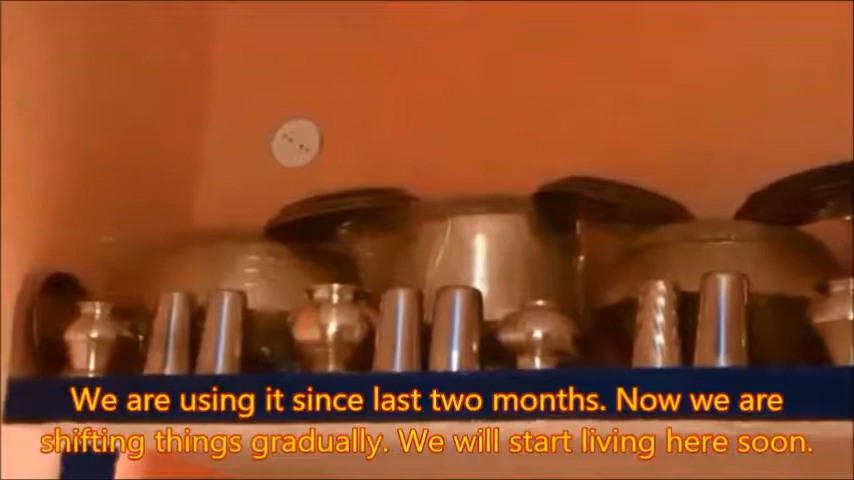 We are using it since last two months. Now we are
shifting things gradually. We will start living here soon.